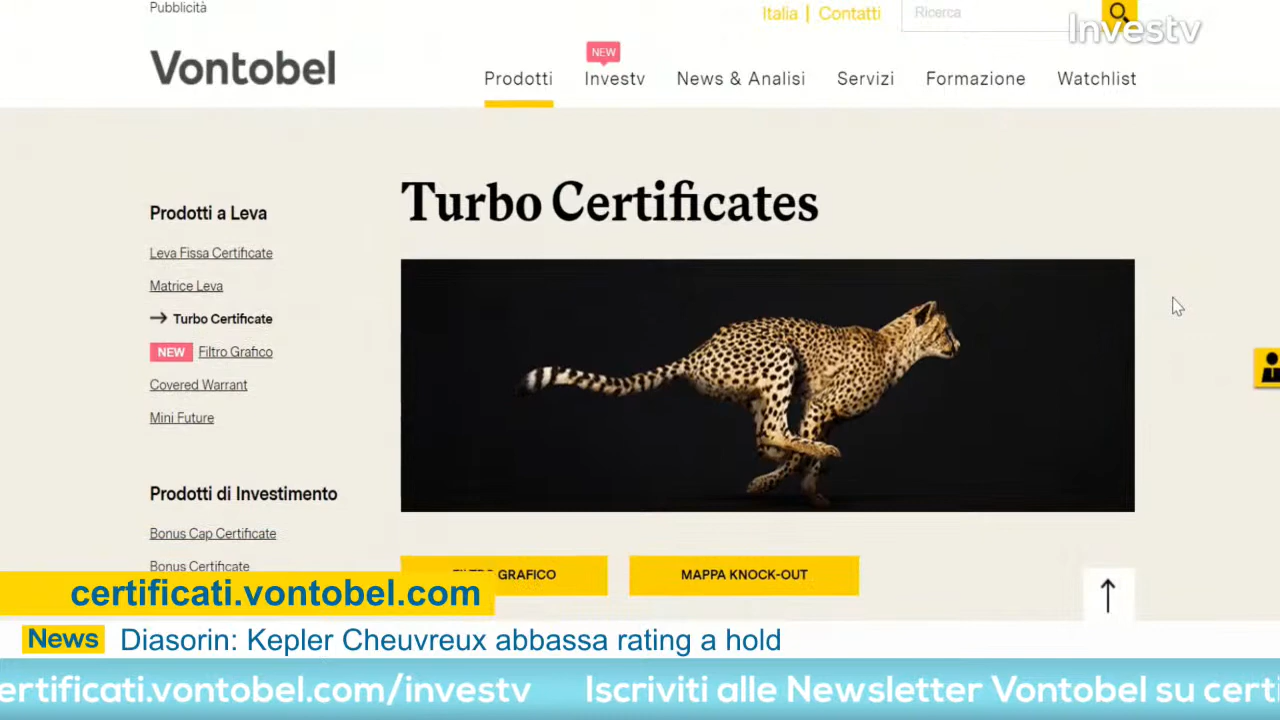 Pubblicità
Italia | Contatti
Ricerca
Investv
Vontobel
NEW
Prodotti
Investv
News & Analisi
Servizi
Formazione
Watchlist
Turbo Certificates
Prodotti a Leva
Leva Fissa Certificate
Matrice Leva
Turbo Certificate
NEW Filtro Grafico
Covered Warrant
Mini Future
Prodotti di Investimento
Bonus Cap Certificate
Bonus Certificate
FILTRO GRAFICO
MAPPA KNOCK-OUT
certificati.vontobel.com
News Diasorin: Kepler Cheuvreux abbassa rating a hold
ertificati.vontobel.com/investv Iscriviti alle Newsletter Vontobel su certi